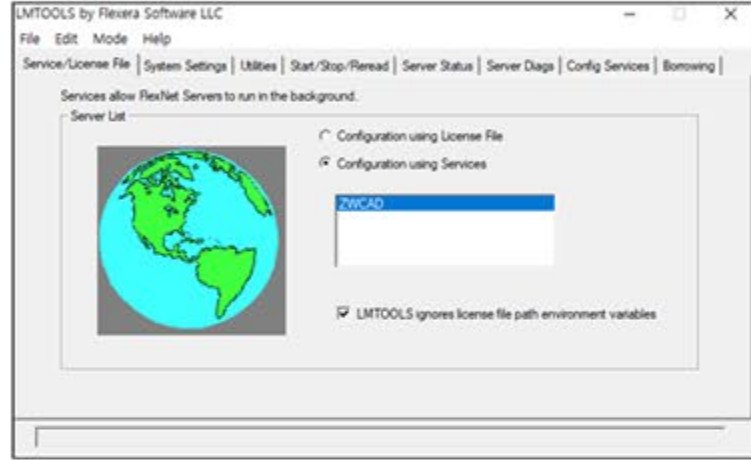 LMTOOLS by Flexera Software LLC
File Edit Mode Help
Service/License File System Settings Utilities Start/Stop/Reread Server Status Server Diags Config Services Borrowing
Services allow FlexNet Servers to run in the background.
Server List
Configuration using License File
Configuration using Services
ZWCAD
LMTOOLS ignores license file path environment variables